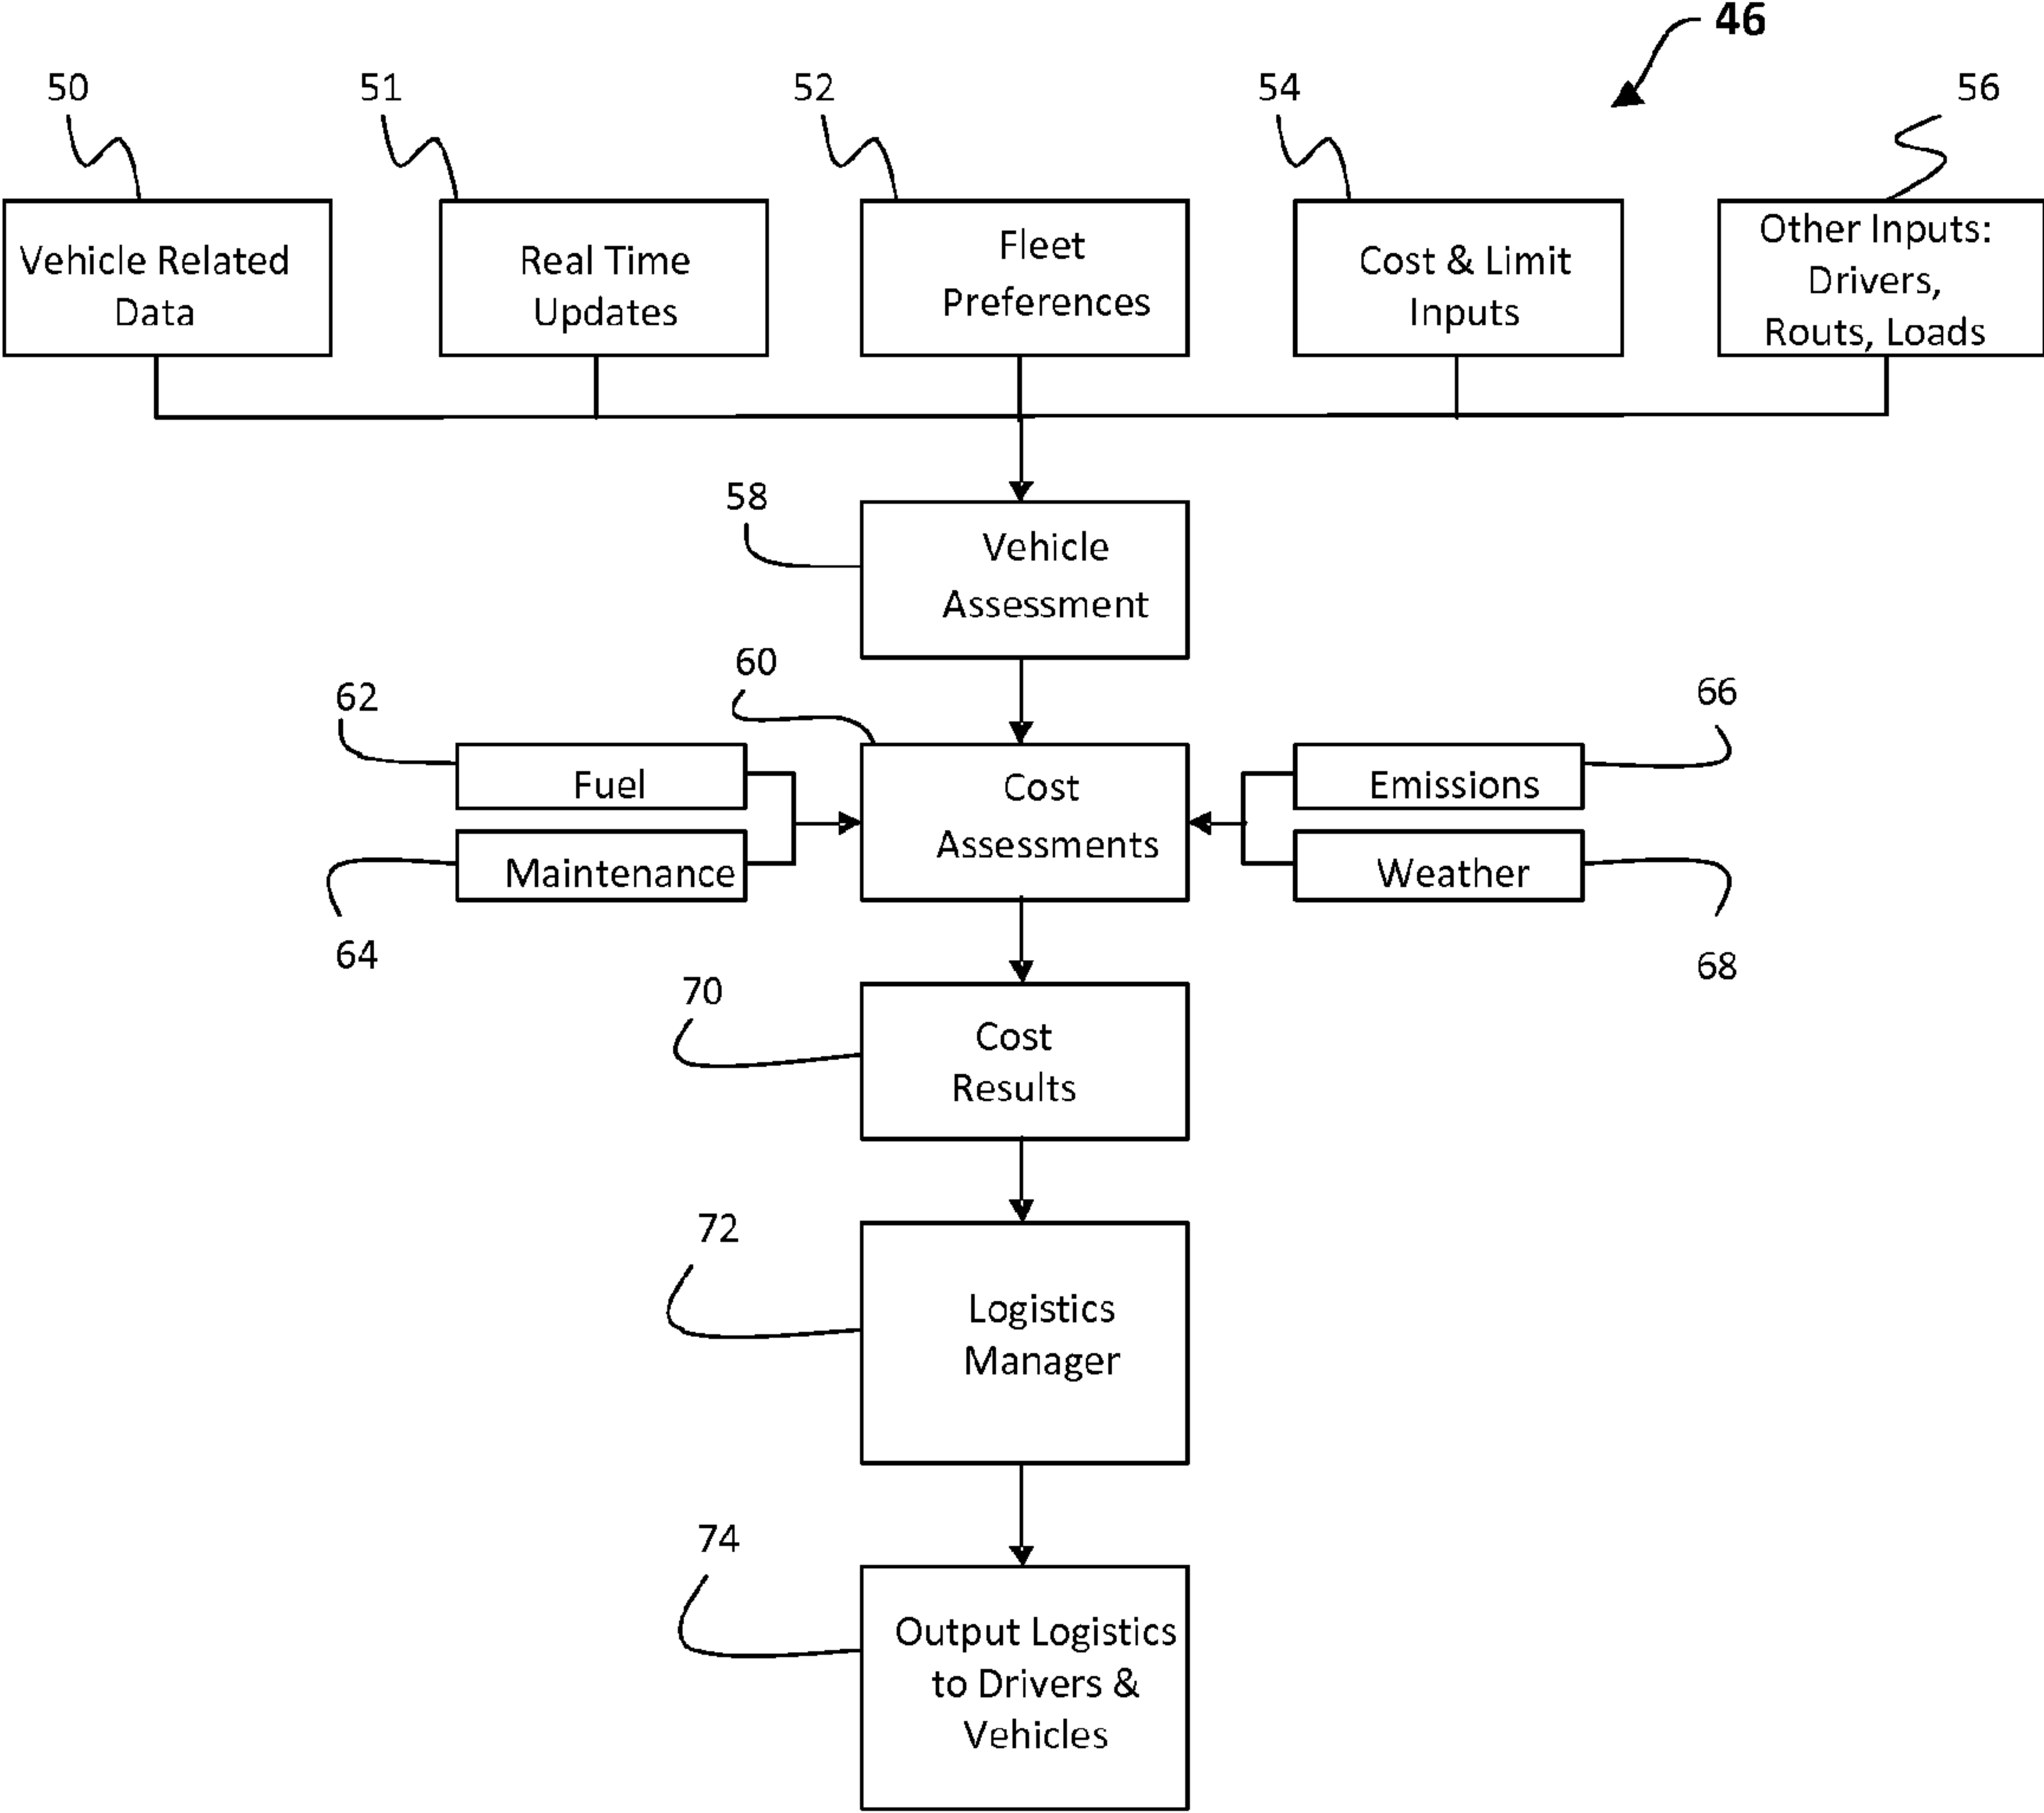 46
50
51
52
54
56
Vehicle Related
Data
Real Time
Updates
Fleet
Preferences
Cost & Limit
Inputs
Other Inputs:
Drivers,
Routs, Loads
58
Vehicle
Assessment
60
62
Fuel
Maintenance
64
Cost
Assessments
66
Emissions
Weather
68
70
Cost
Results
72
Logistics
Manager
74
Output Logistics
to Drivers &
Vehicles